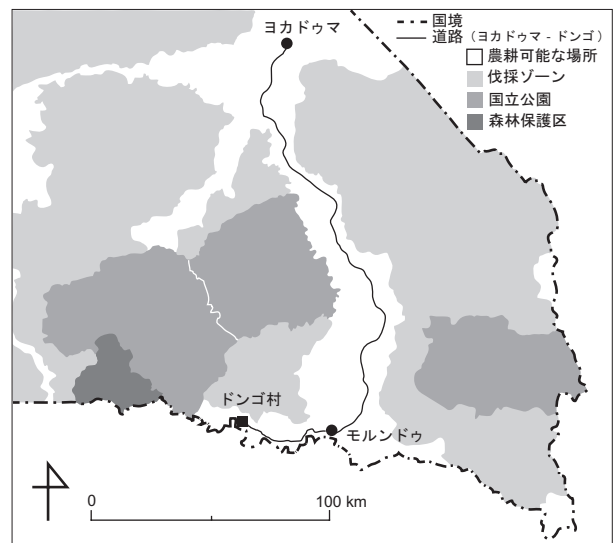 ヨカドゥマ
国境
道路（ヨカドゥマ - ドンゴ）
農耕可能な場所
伐採ゾーン
国立公園
森林保護区
ドンゴ村
モルンドゥ
0 100 km